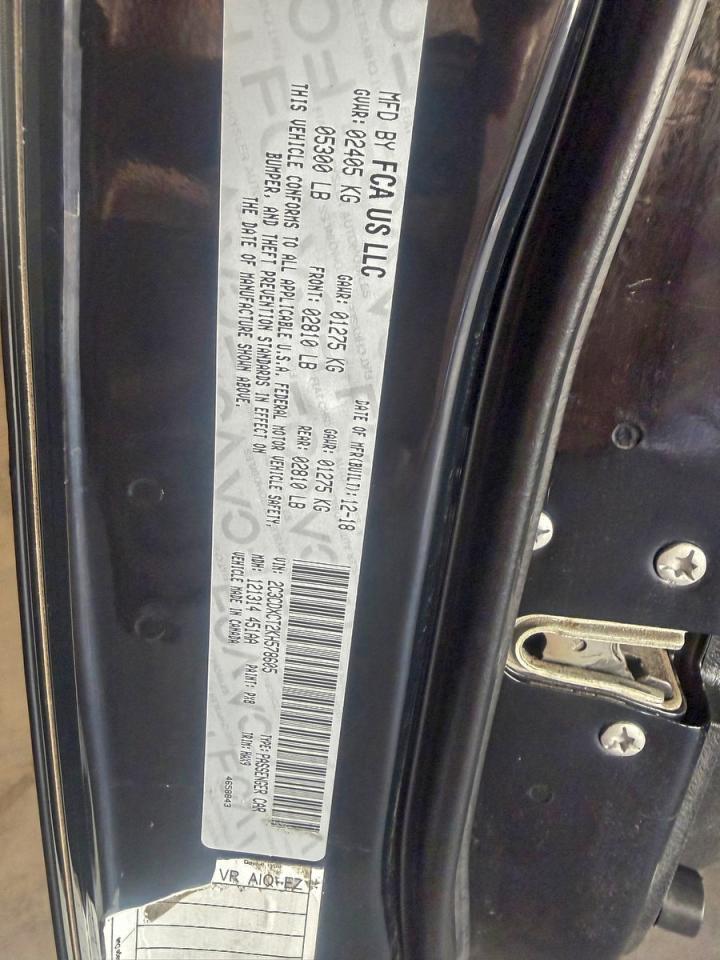 MFD BY FCA US LLC
DATE OF MFR(BUILT): 12-18
GVWR: 02405 KG GAWR: 01275 KG GAWR: 01275 KG
05300 LB FRONT: 02810 LB REAR: 02810 LB
THIS VEHICLE CONFORMS TO ALL APPLICABLE U.S.A. FEDERAL MOTOR VEHICLE SAFETY,
BUMPER, AND THEFT PREVENTION STANDARDS IN EFFECT ON
THE DATE OF MANUFACTURE SHOWN ABOVE.
VIN: 2C3CDXCT2KH578605
TYPE: PASSENGER CAR
MDH: 121314 451AA PAINT: PX8 TRIM: HWX9
VEHICLE MADE IN CANADA
4658843
VR AIQ-EZ